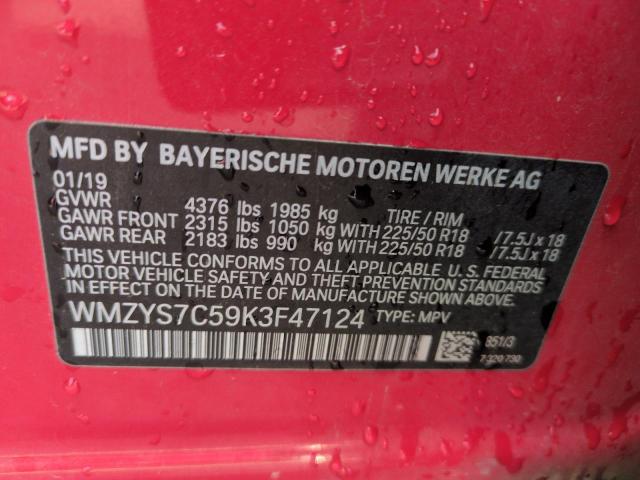 MFD BY BAYERISCHE MOTOREN WERKE AG
01/19
GVWR 4376 lbs 1985 kg TIRE / RIM
GAWR FRONT 2315 lbs 1050 kg WITH 225/50 R18 /7.5J x 18
GAWR REAR 2183 lbs 990 kg WITH 225/50 R18 /7.5J x 18
THIS VEHICLE CONFORMS TO ALL APPLICABLE U. S. FEDERAL
MOTOR VEHICLE SAFETY AND THEFT PREVENTION STANDARDS
IN EFFECT ON THE DATE OF MANUFACTURE SHOWN ABOVE.
WMZYS7C59K3F47124 TYPE: MPV
851/3
7 320 730